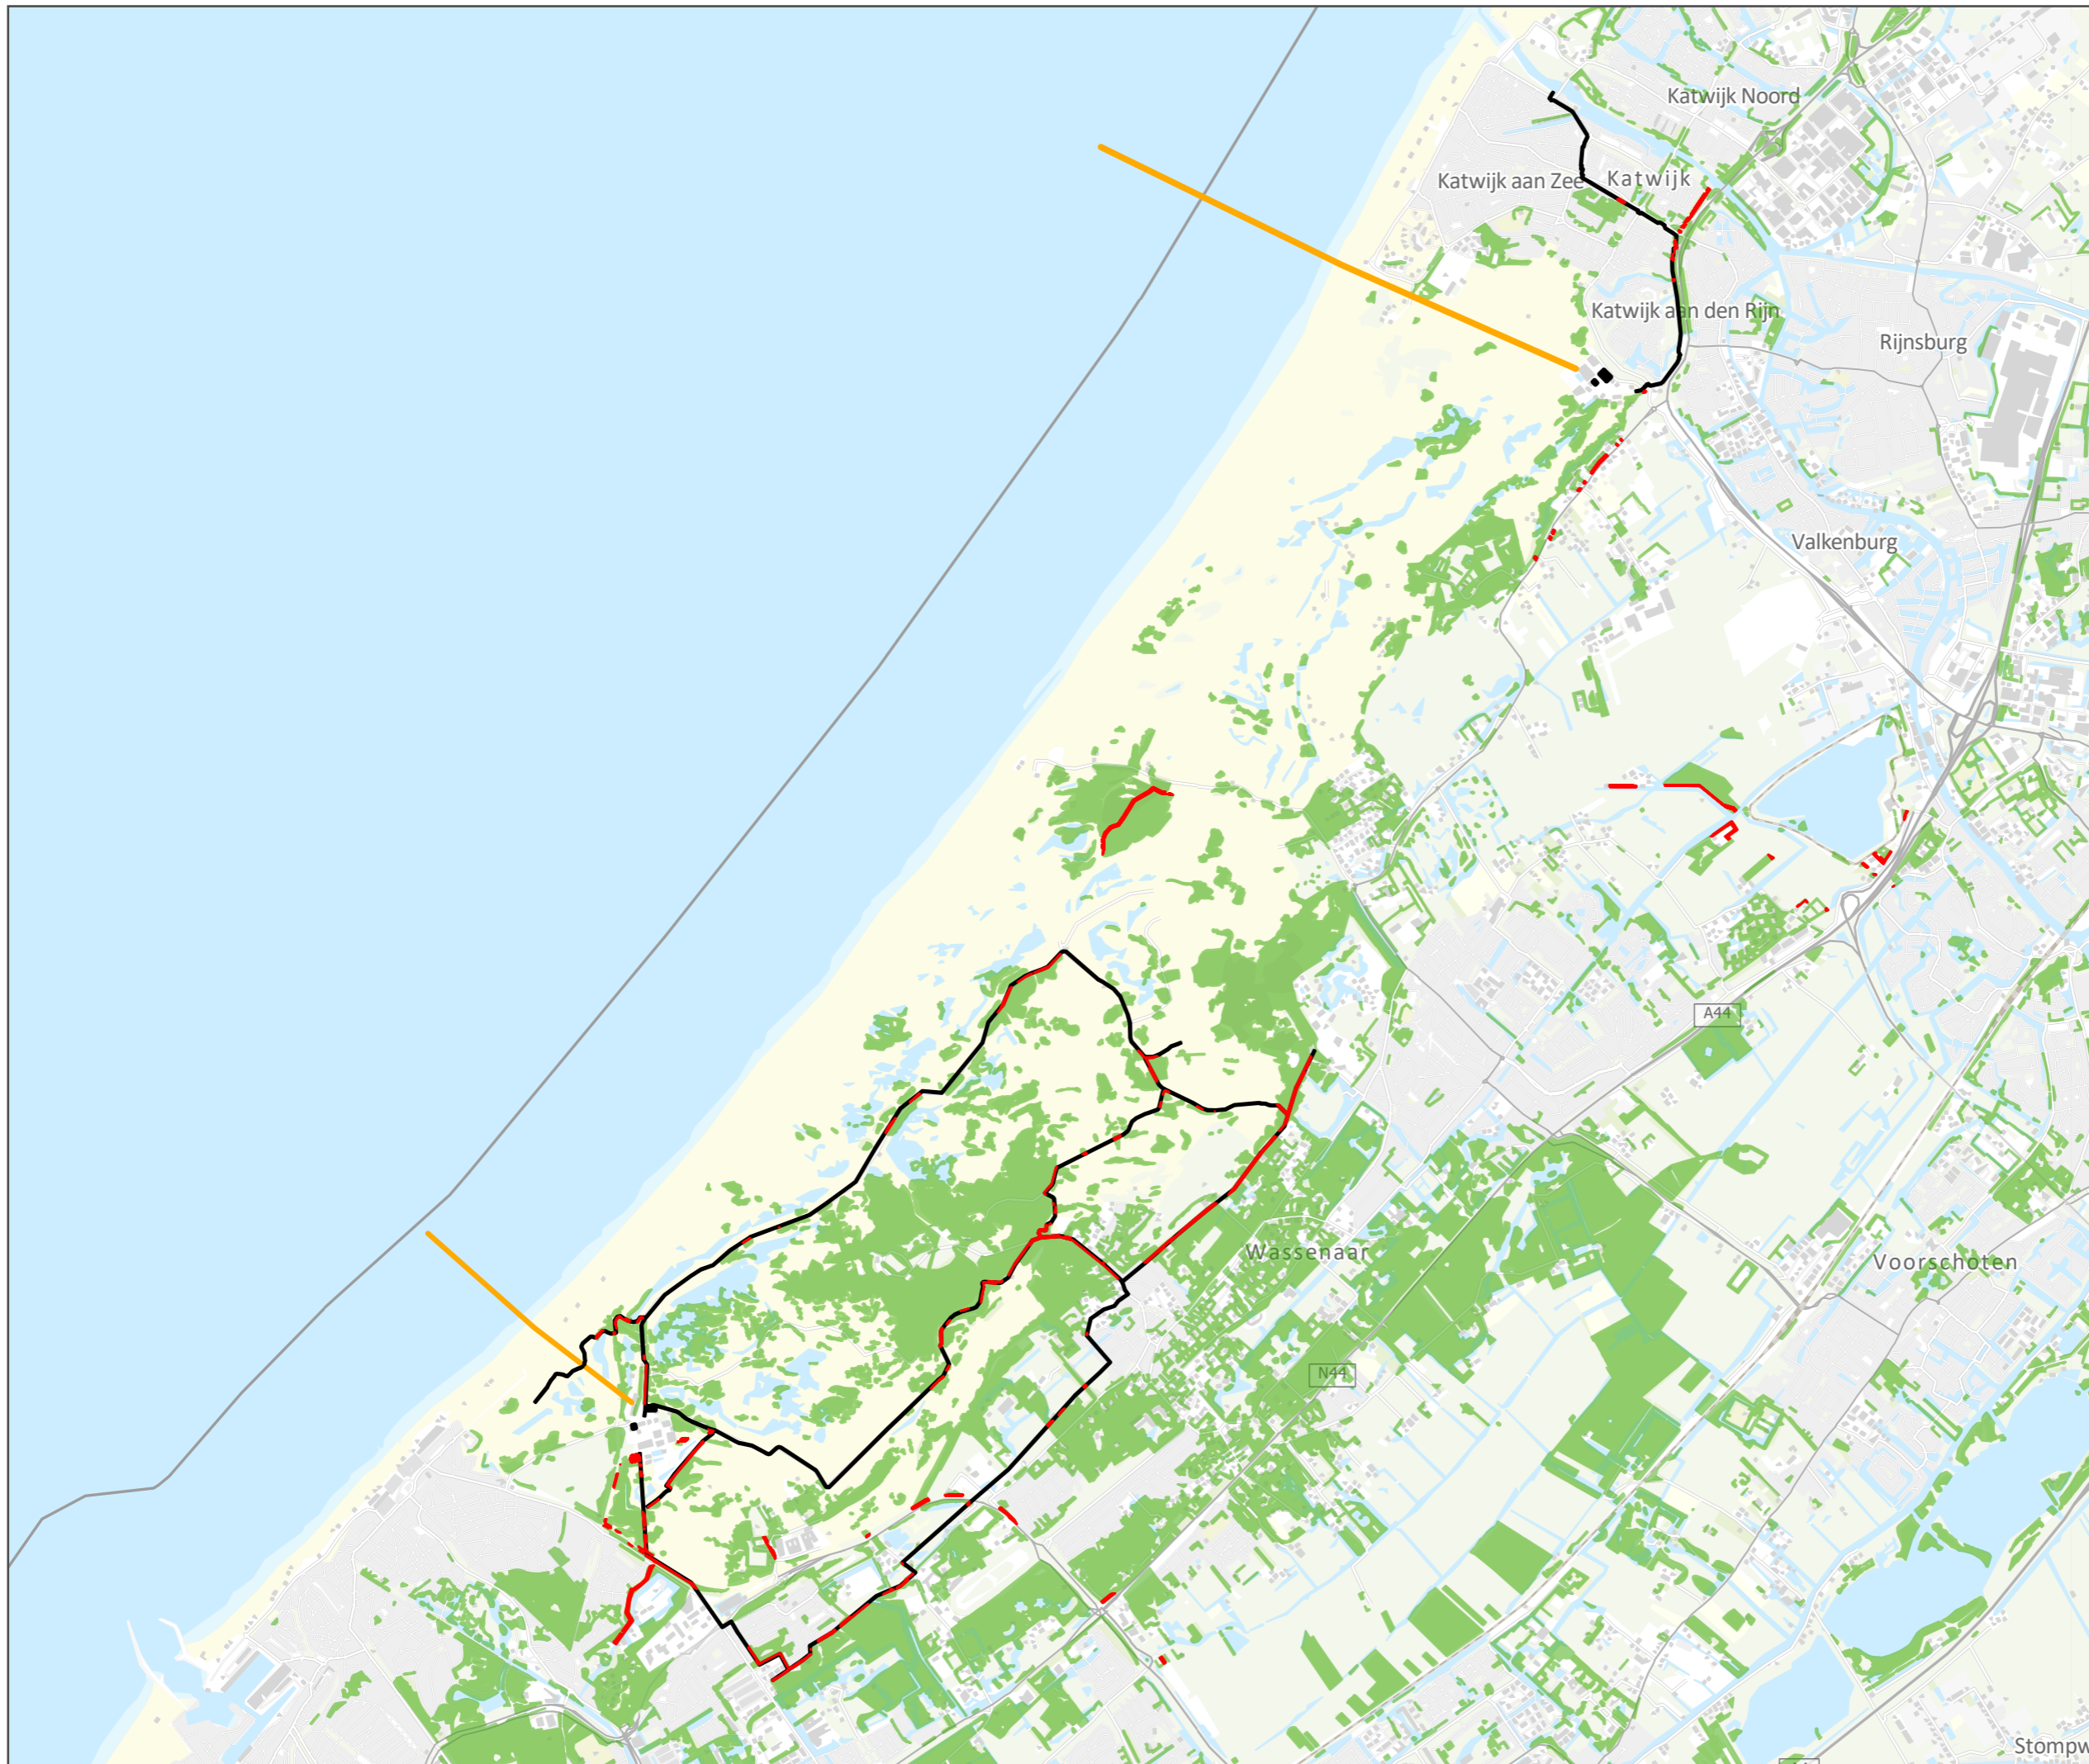 Katwijk Noord
Katwijk aan Zee
Katwijk
Katwijk aan den Rijn
Rijnsburg
Valkenburg
A44
Wassenaar
Voorschoten
N44
Stompw